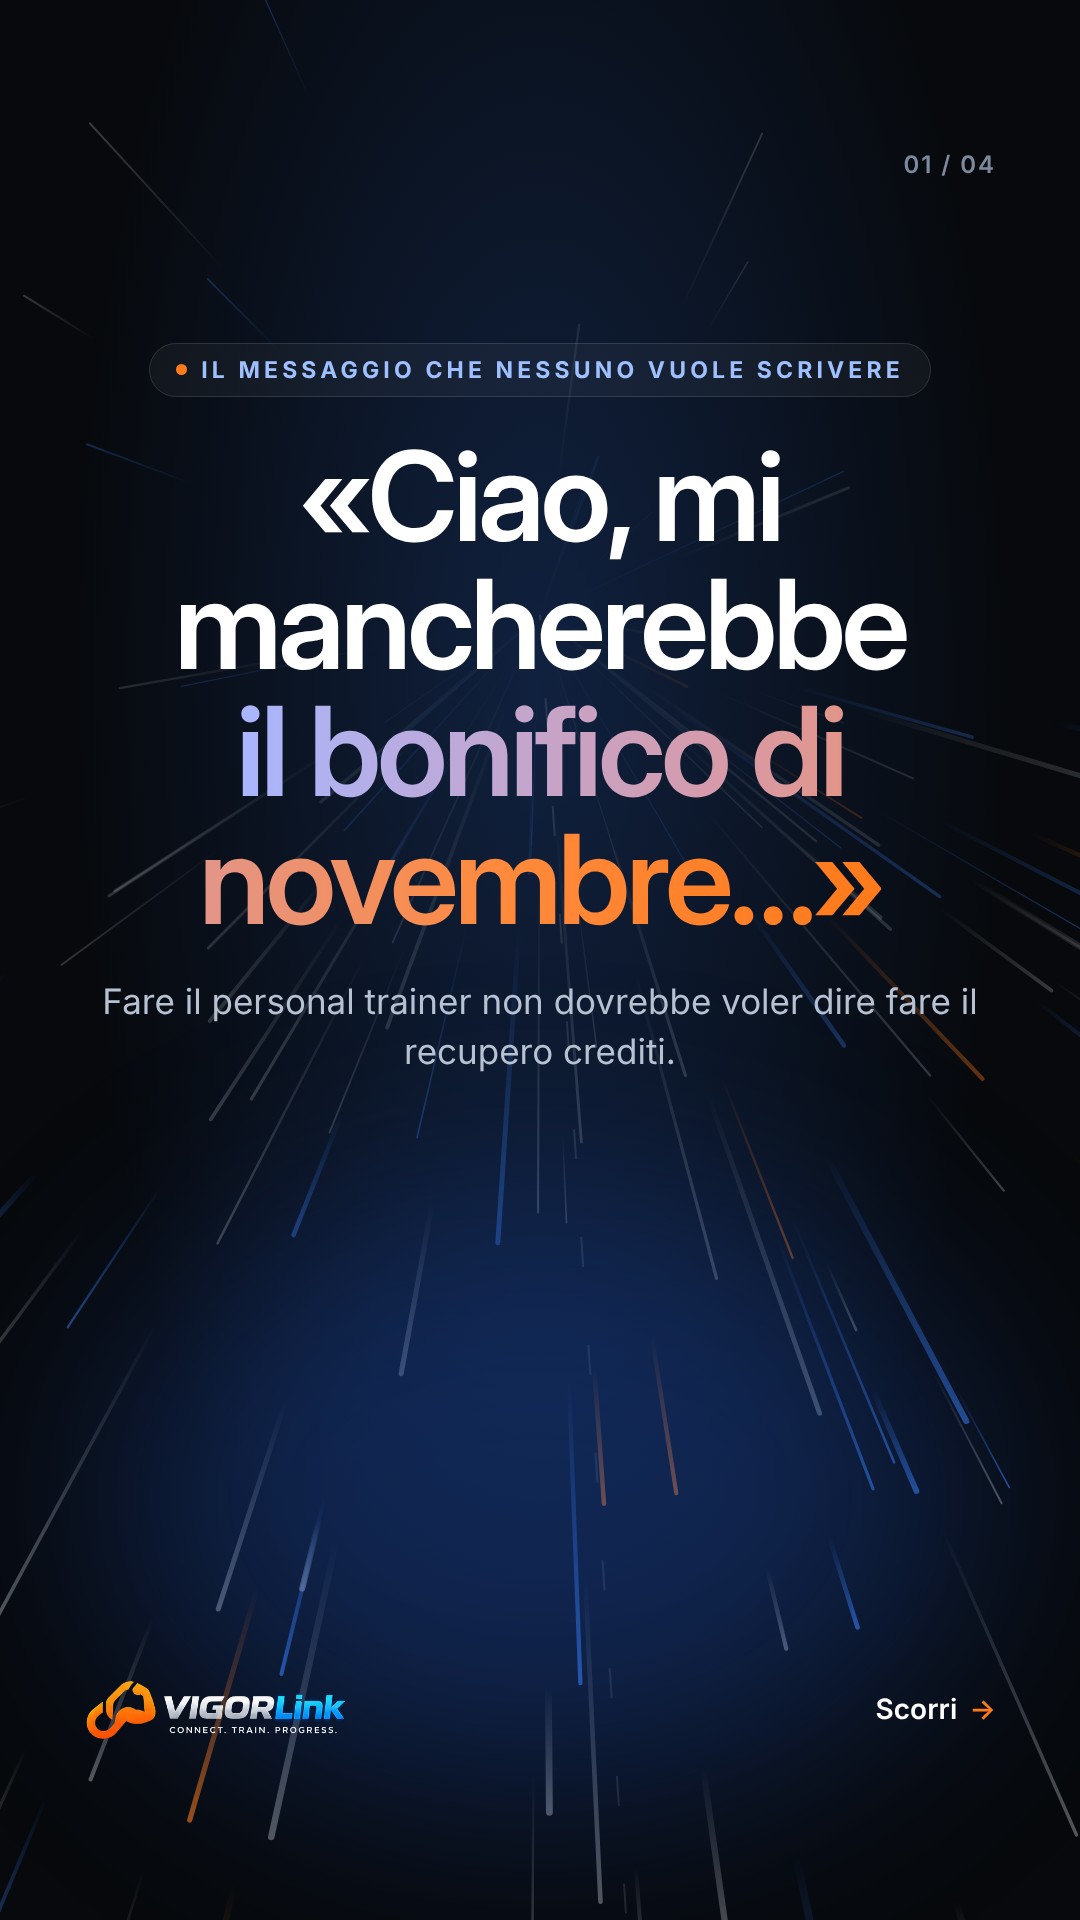 01 / 04
IL MESSAGGIO CHE NESSUNO VUOLE SCRIVERE
«Ciao, mi
mancherebbe
il bonifico di
novembre...»
Fare il personal trainer non dovrebbe voler dire fare il
recupero crediti.
VIGORLink
CONNECT. TRAIN. PROGRESS.
Scorri →